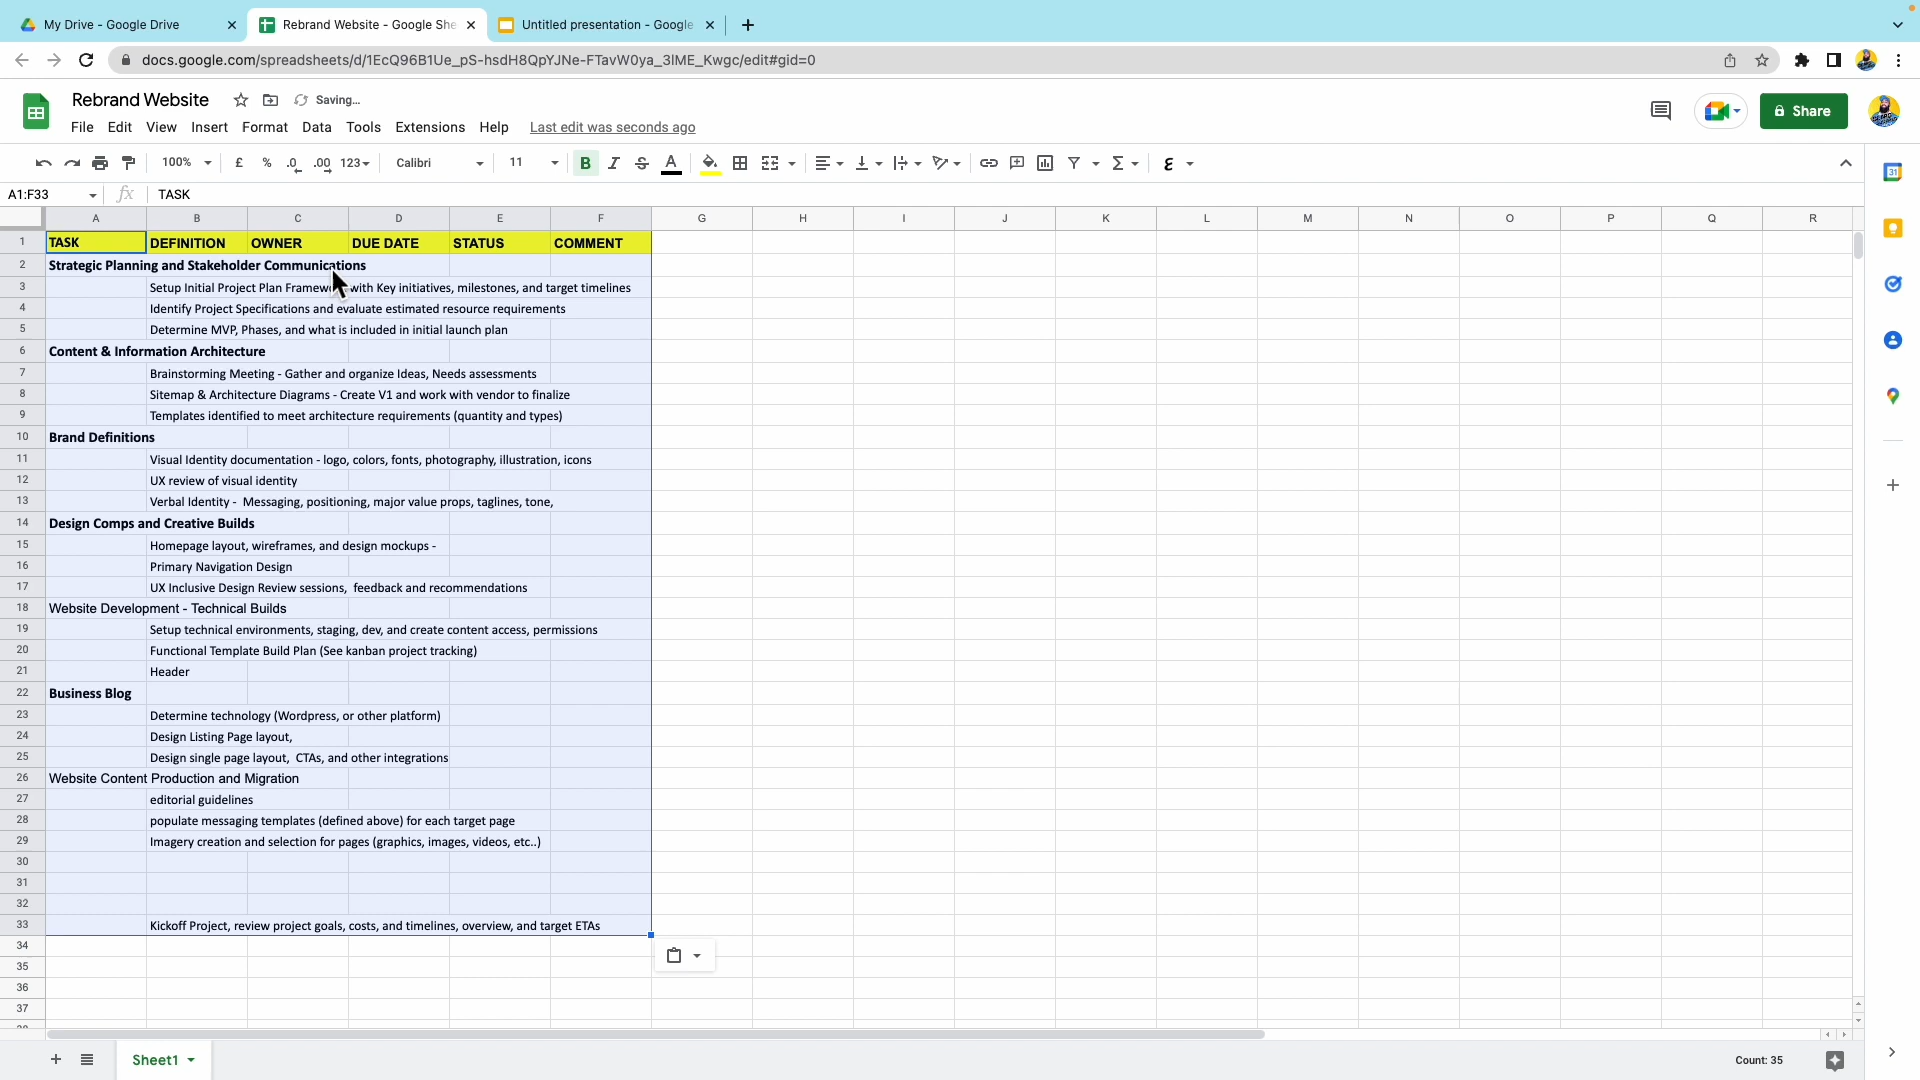 My Drive - Google Drive
Rebrand Website - Google She
Untitled presentation - Google
docs.google.com/spreadsheets/d/1EcQ96B1Ue_pS-hsdH8QpYJNe-FTavW0ya_3lME_Kwgc/edit#gid=0
Rebrand Website
Saving...
File Edit View Insert Format Data Tools Extensions Help Last edit was seconds ago
Share
100% £ % .0 .00 123 Calibri 11 B I S A
A1:F33 fx TASK
A B C D E F G H I J K L M N O P Q R
1 TASK DEFINITION OWNER DUE DATE STATUS COMMENT
2 Strategic Planning and Stakeholder Communications
3 Setup Initial Project Plan with Key initiatives, milestones, and target timelines
4 Identify Project Specifications and evaluate estimated resource requirements
5 Determine MVP, Phases, and what is included in initial launch plan
6 Content & Information Architecture
7 Brainstorming Meeting - Gather and organize Ideas, Needs assessments
8 Sitemap & Architecture Diagrams - Create V1 and work with vendor to finalize
9 Templates identified to meet architecture requirements (quantity and types)
10 Brand Definitions
11 Visual Identity documentation - logo, colors, fonts, photography, illustration, icons
12 UX review of visual identity
13 Verbal Identity - Messaging, positioning, major value props, taglines, tone,
14 Design Comps and Creative Builds
15 Homepage layout, wireframes, and design mockups -
16 Primary Navigation Design
17 UX Inclusive Design Review sessions, feedback and recommendations
18 Website Development - Technical Builds
19 Setup technical environments, staging, dev, and create content access, permissions
20 Functional Template Build Plan (See kanban project tracking)
21 Header
22 Business Blog
23 Determine technology (Wordpress, or other platform)
24 Design Listing Page layout,
25 Design single page layout, CTAs, and other integrations
26 Website Content Production and Migration
27 editorial guidelines
28 populate messaging templates (defined above) for each target page
29 Imagery creation and selection for pages (graphics, images, videos, etc..)
30
31
32
33 Kickoff Project, review project goals, costs, and timelines, overview, and target ETAs
34
35
36
37
Sheet1
Count: 35
31